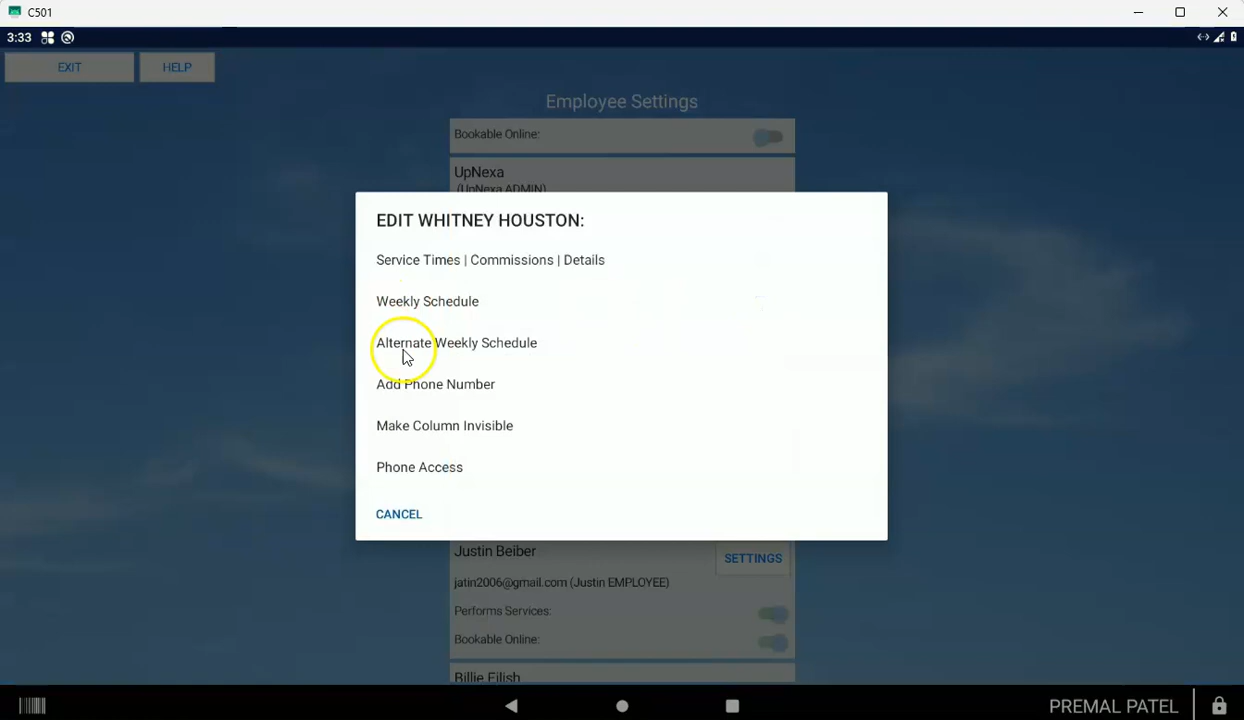 C501
3:33
EXIT
HELP
Employee Settings
Bookable Online:
UpNexa
(UpNexa ADMIN)
EDIT WHITNEY HOUSTON:
Service Times | Commissions | Details
Weekly Schedule
Alternate Weekly Schedule
Add Phone Number
Make Column Invisible
Phone Access
CANCEL
Justin Beiber
SETTINGS
jatin2006@gmail.com (Justin EMPLOYEE)
Performs Services:
Bookable Online:
Billie Eilish
PREMAL PATEL